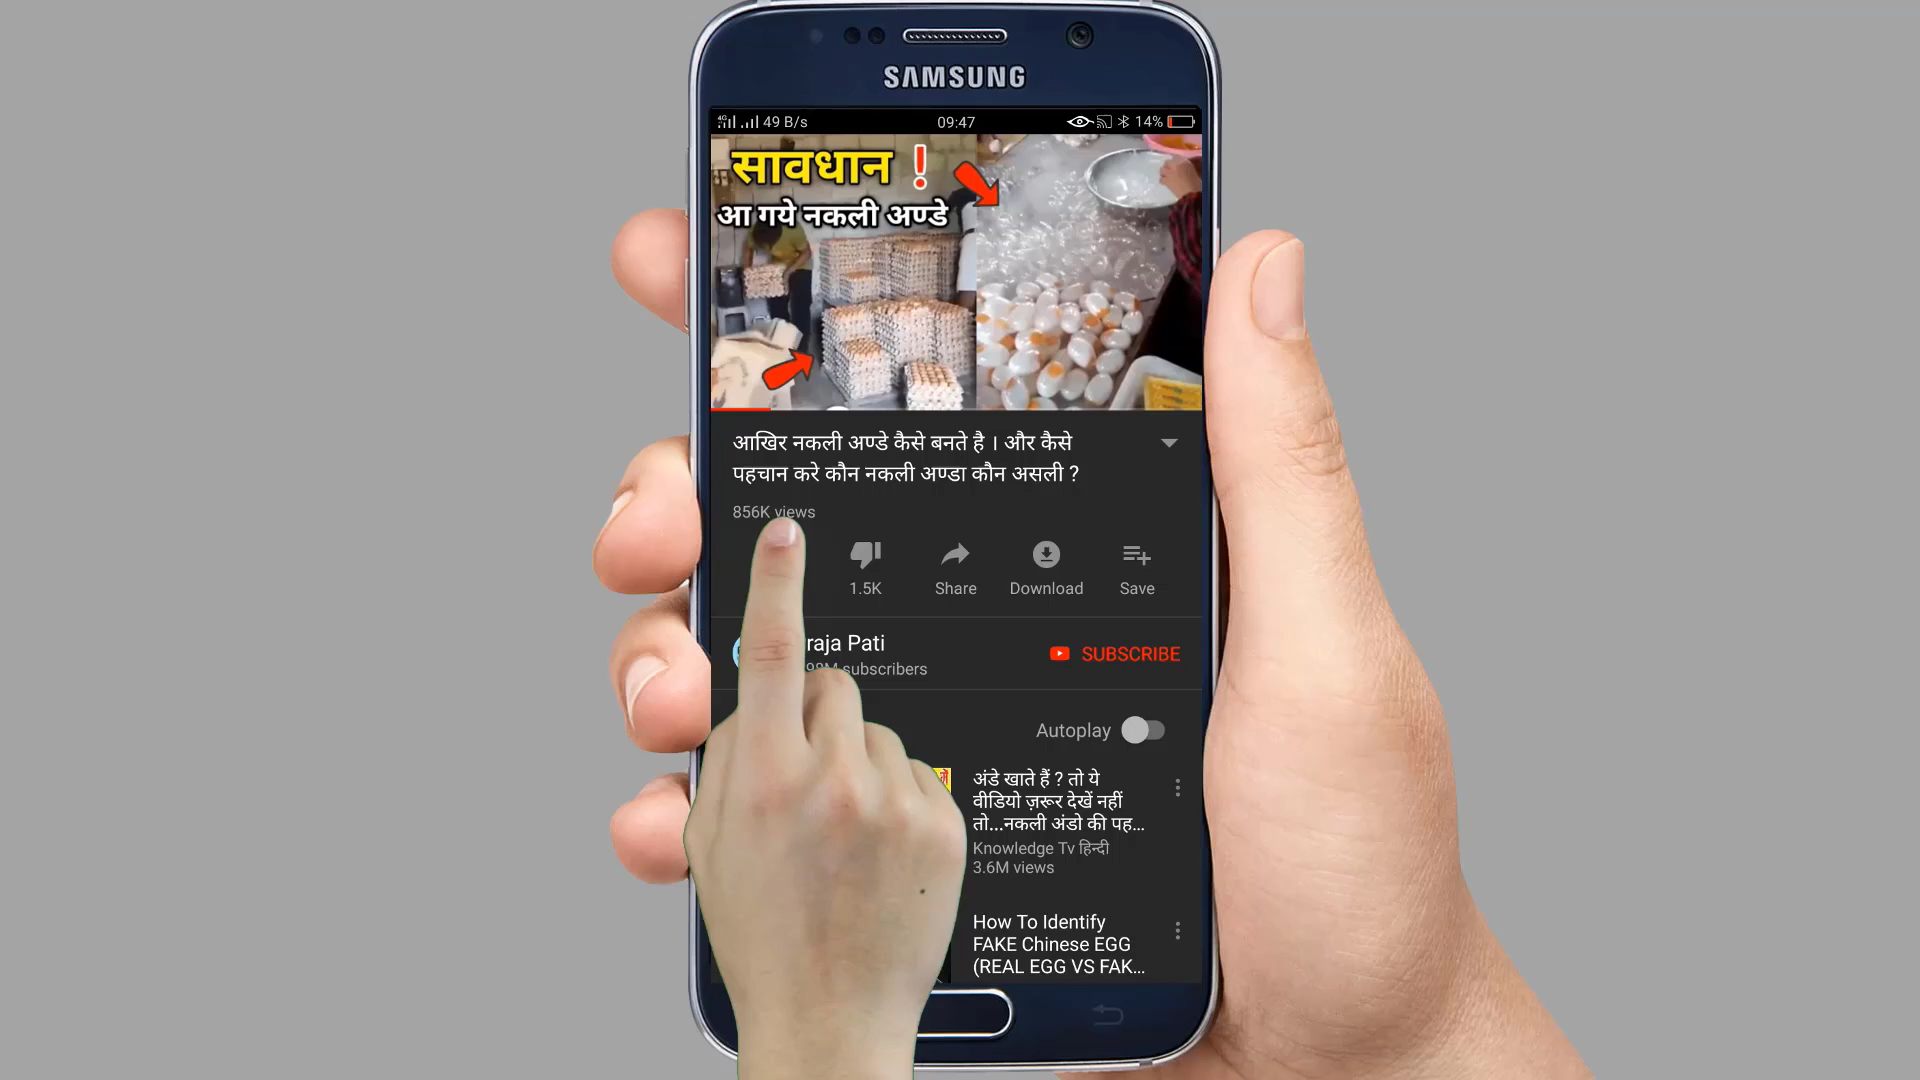 SAMSUNG
4G 49 B/s 09:47 14%
सावधान !
आ गये नकली अण्डे
आखिर नकली अण्डे कैसे बनते है । और कैसे
पहचान करे कौन नकली अण्डा कौन असली ?
856K views
1.5K Share Download Save
raja Pati
subscribers
SUBSCRIBE
Autoplay
अंडे खाते हैं ? तो ये
वीडियो ज़रूर देखें नहीं
तो...नकली अंडो की पह...
Knowledge Tv हिन्दी
3.6M views
How To Identify
FAKE Chinese EGG
(REAL EGG VS FAK...